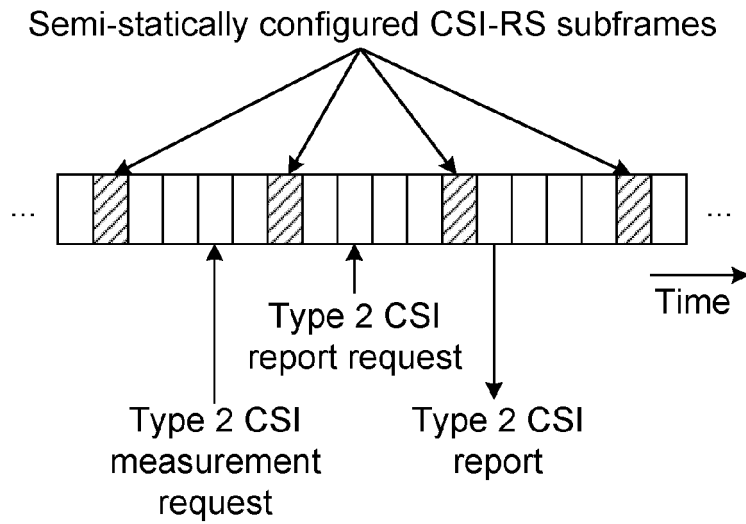 Semi-statically configured CSI-RS subframes
...
...
Time
Type 2 CSI
report request
Type 2 CSI
measurement
request
Type 2 CSI
report